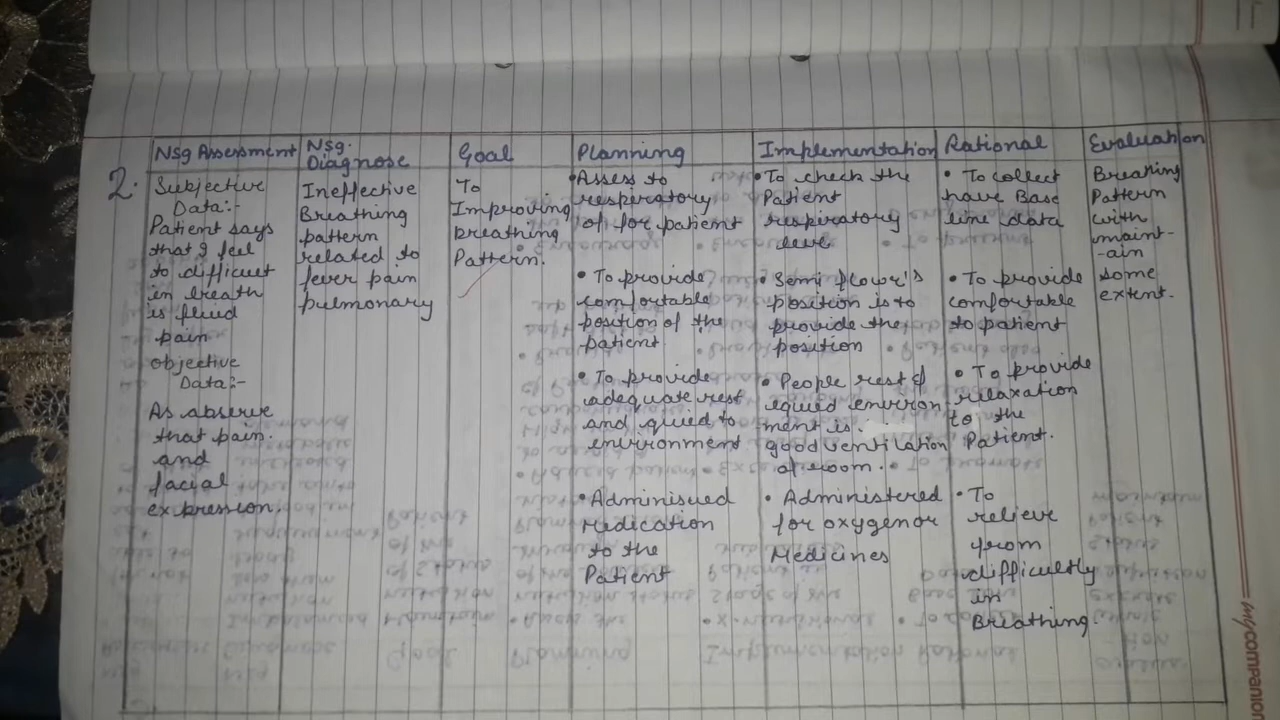 Nsg Assessment
Nsg.
Diagnose
Goal
Planning
Implementation
Rational
Evaluation
2.
Subjective
Data:-
Patient says
that I feel
to difficult
in breath
is fluid
pain
objective
Data:-
As observe
that pain.
and
facial
expression.
Ineffective
Breathing
pattern
related to
fever pain
pulmonary
To
Improving
breathing
Pattern.
• Assess to
respiratory
of for patient
• To provide
comfortable
position of the
patient
• To provide
adequate rest
and quied to
environment
• Adminisued
Medication
to the
Patient
• To check the
Patient
respiratory
• Semi flower's
position is to
provide the
position
• People rest &
equied environ
ment is.
good ventilation
of room.
• Administered
for oxygen or
Medicines
• To collect
have Base
line data
• To provide
comfortable
to patient
• To provide
relaxation
to the
Patient.
• To
relieve
from
difficultly
in
Breathing.
Breathing
Pattern
with
maint-
-ain
some
extent.
mycompanion